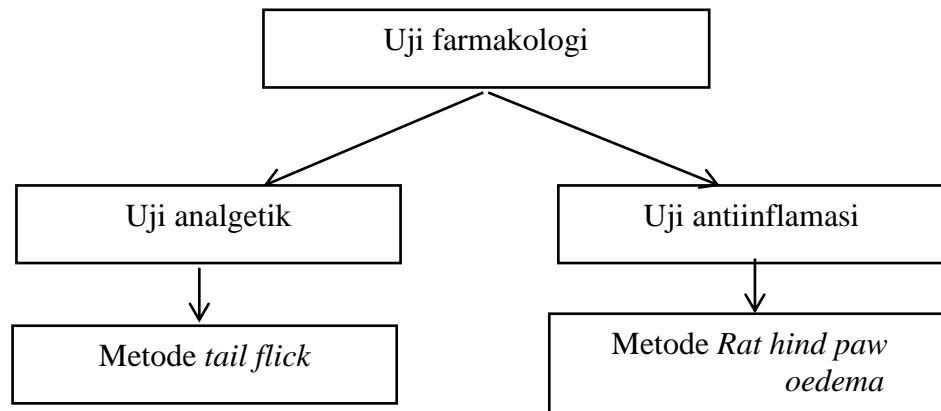 Uji farmakologi
Uji analgetik
Uji antiinflamasi
Metode tail flick
Metode Rat hind paw
oedema